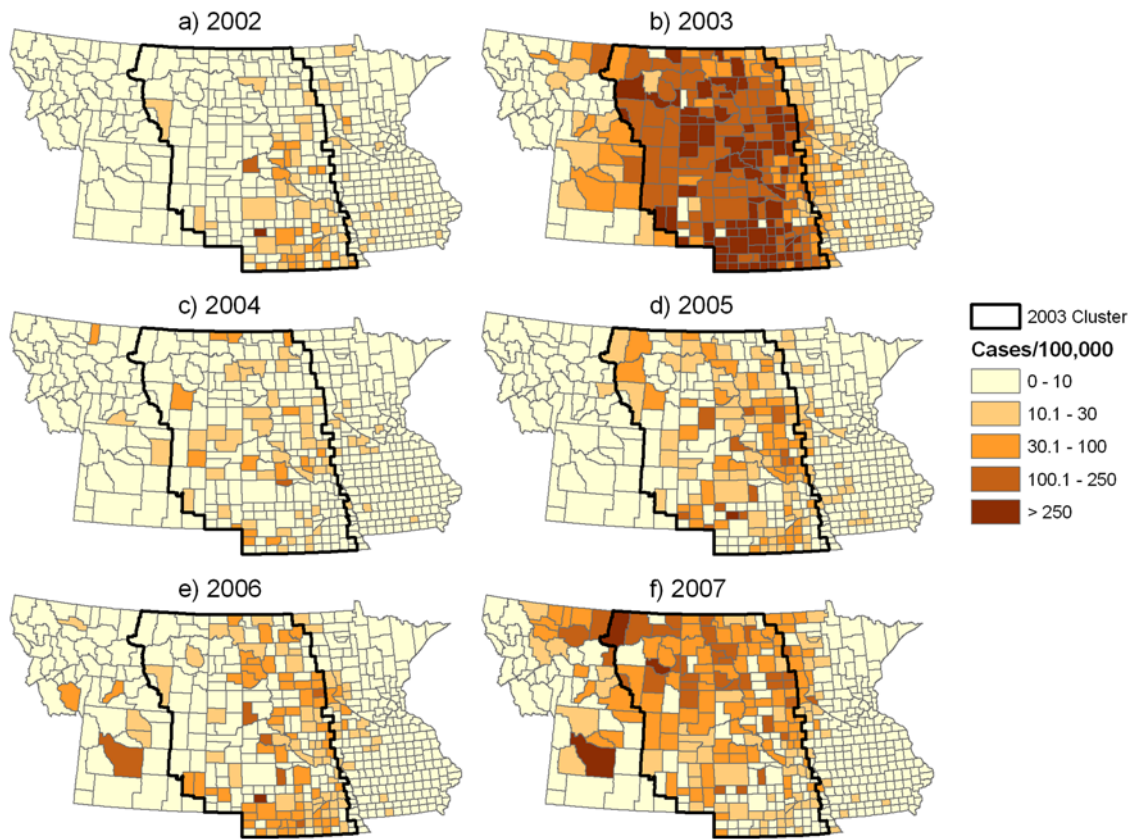 a) 2002
b) 2003
c) 2004
d) 2005
2003 Cluster
Cases/100,000
0 - 10
10.1 - 30
30.1 - 100
100.1 - 250
> 250
e) 2006
f) 2007